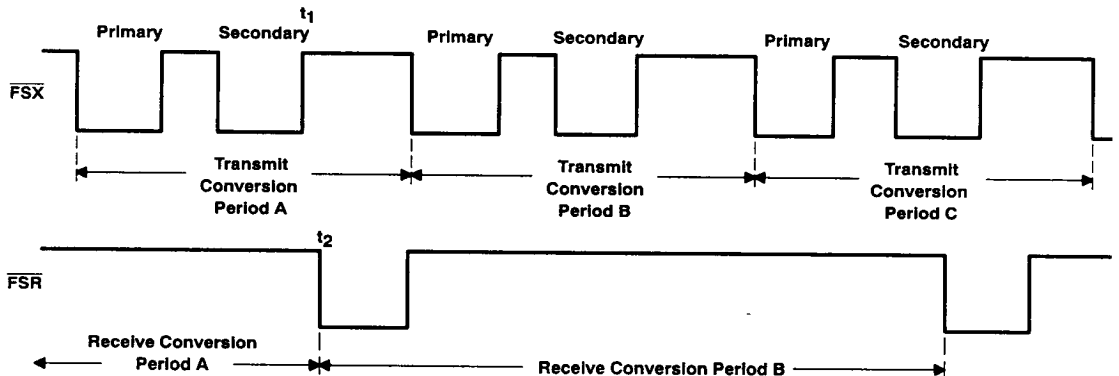 t1
Primary Secondary Primary Secondary Primary Secondary
FSX
Transmit
Conversion
Period A
Transmit
Conversion
Period B
Transmit
Conversion
Period C
t2
FSR
Receive Conversion
Period A
Receive Conversion Period B